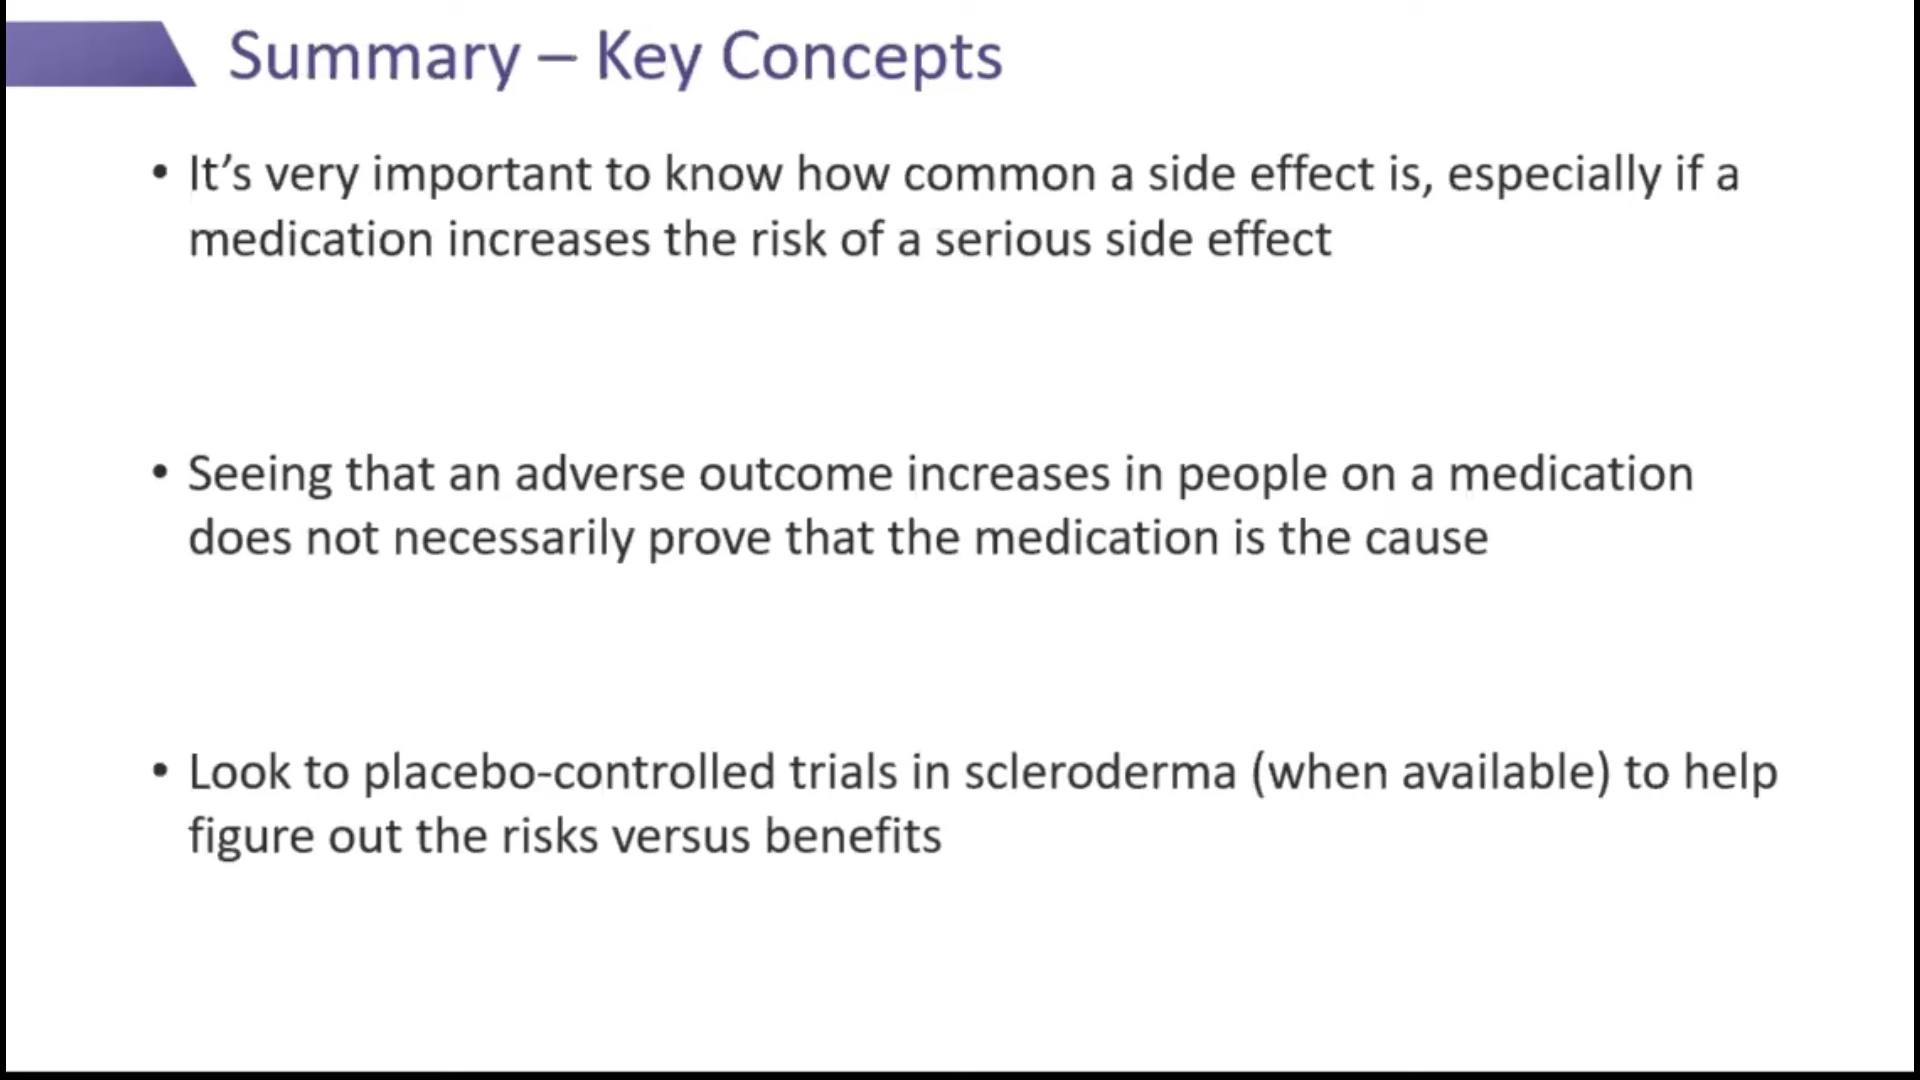 Summary – Key Concepts
• It’s very important to know how common a side effect is, especially if a
medication increases the risk of a serious side effect
• Seeing that an adverse outcome increases in people on a medication
does not necessarily prove that the medication is the cause
• Look to placebo-controlled trials in scleroderma (when available) to help
figure out the risks versus benefits